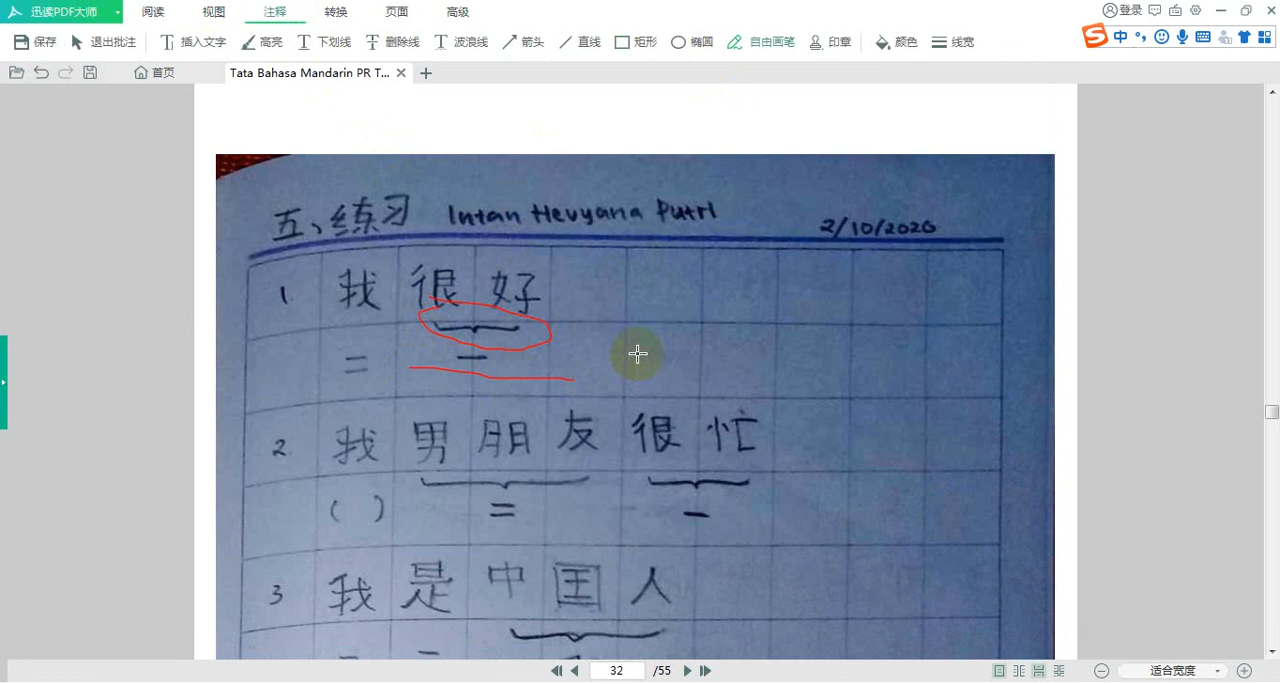 迅读PDF大师 阅读 视图 注释 转换 页面 高级 登录
保存 退出批注 插入文字 高亮 下划线 删除线 波浪线 箭头 直线 矩形 椭圆 自由画笔 印章 颜色 线宽 中
首页 Tata Bahasa Mandarin PR T...
五、练习 Intan Hevyana Putri 2/10/2020
1 我 很 好
= —
2. 我 男 朋 友 很 忙
( ) = —
3 我 是 中 国 人
32 /55 适合宽度